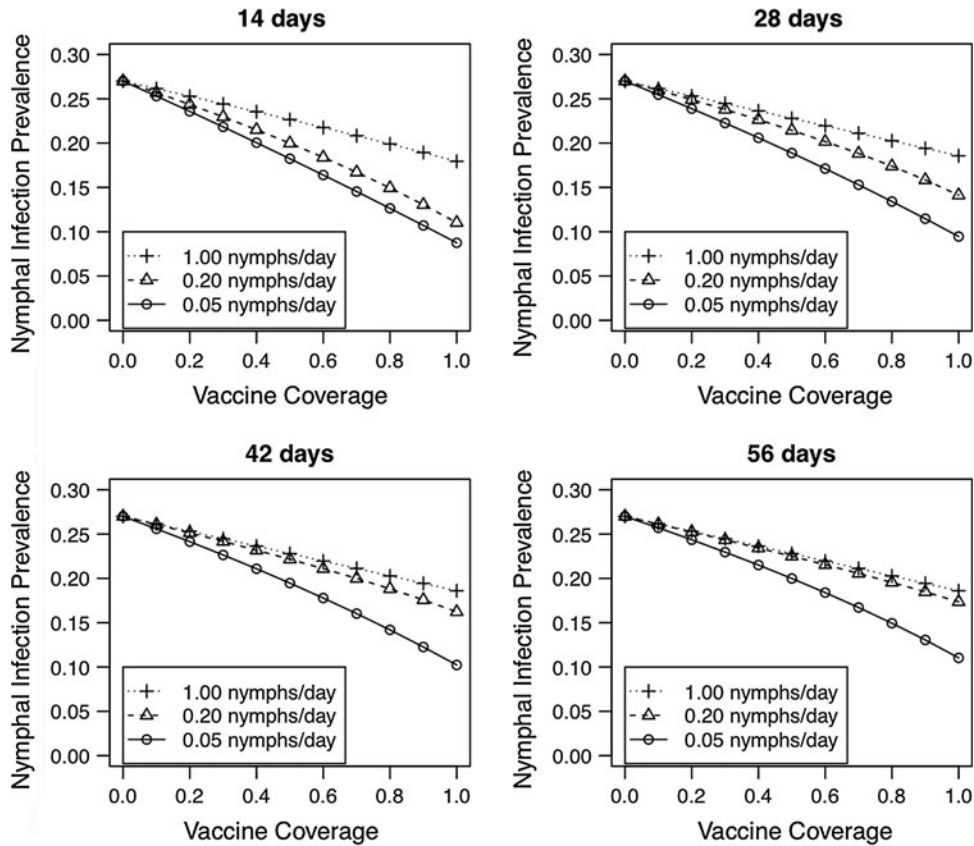 14 days
Nymphal Infection Prevalence
0.30
0.25
0.20
0.15
0.10
0.05
0.00
1.00 nymphs/day
0.20 nymphs/day
0.05 nymphs/day
0.0 0.2 0.4 0.6 0.8 1.0
Vaccine Coverage
28 days
Nymphal Infection Prevalence
0.30
0.25
0.20
0.15
0.10
0.05
0.00
1.00 nymphs/day
0.20 nymphs/day
0.05 nymphs/day
0.0 0.2 0.4 0.6 0.8 1.0
Vaccine Coverage
42 days
Nymphal Infection Prevalence
0.30
0.25
0.20
0.15
0.10
0.05
0.00
1.00 nymphs/day
0.20 nymphs/day
0.05 nymphs/day
0.0 0.2 0.4 0.6 0.8 1.0
Vaccine Coverage
56 days
Nymphal Infection Prevalence
0.30
0.25
0.20
0.15
0.10
0.05
0.00
1.00 nymphs/day
0.20 nymphs/day
0.05 nymphs/day
0.0 0.2 0.4 0.6 0.8 1.0
Vaccine Coverage